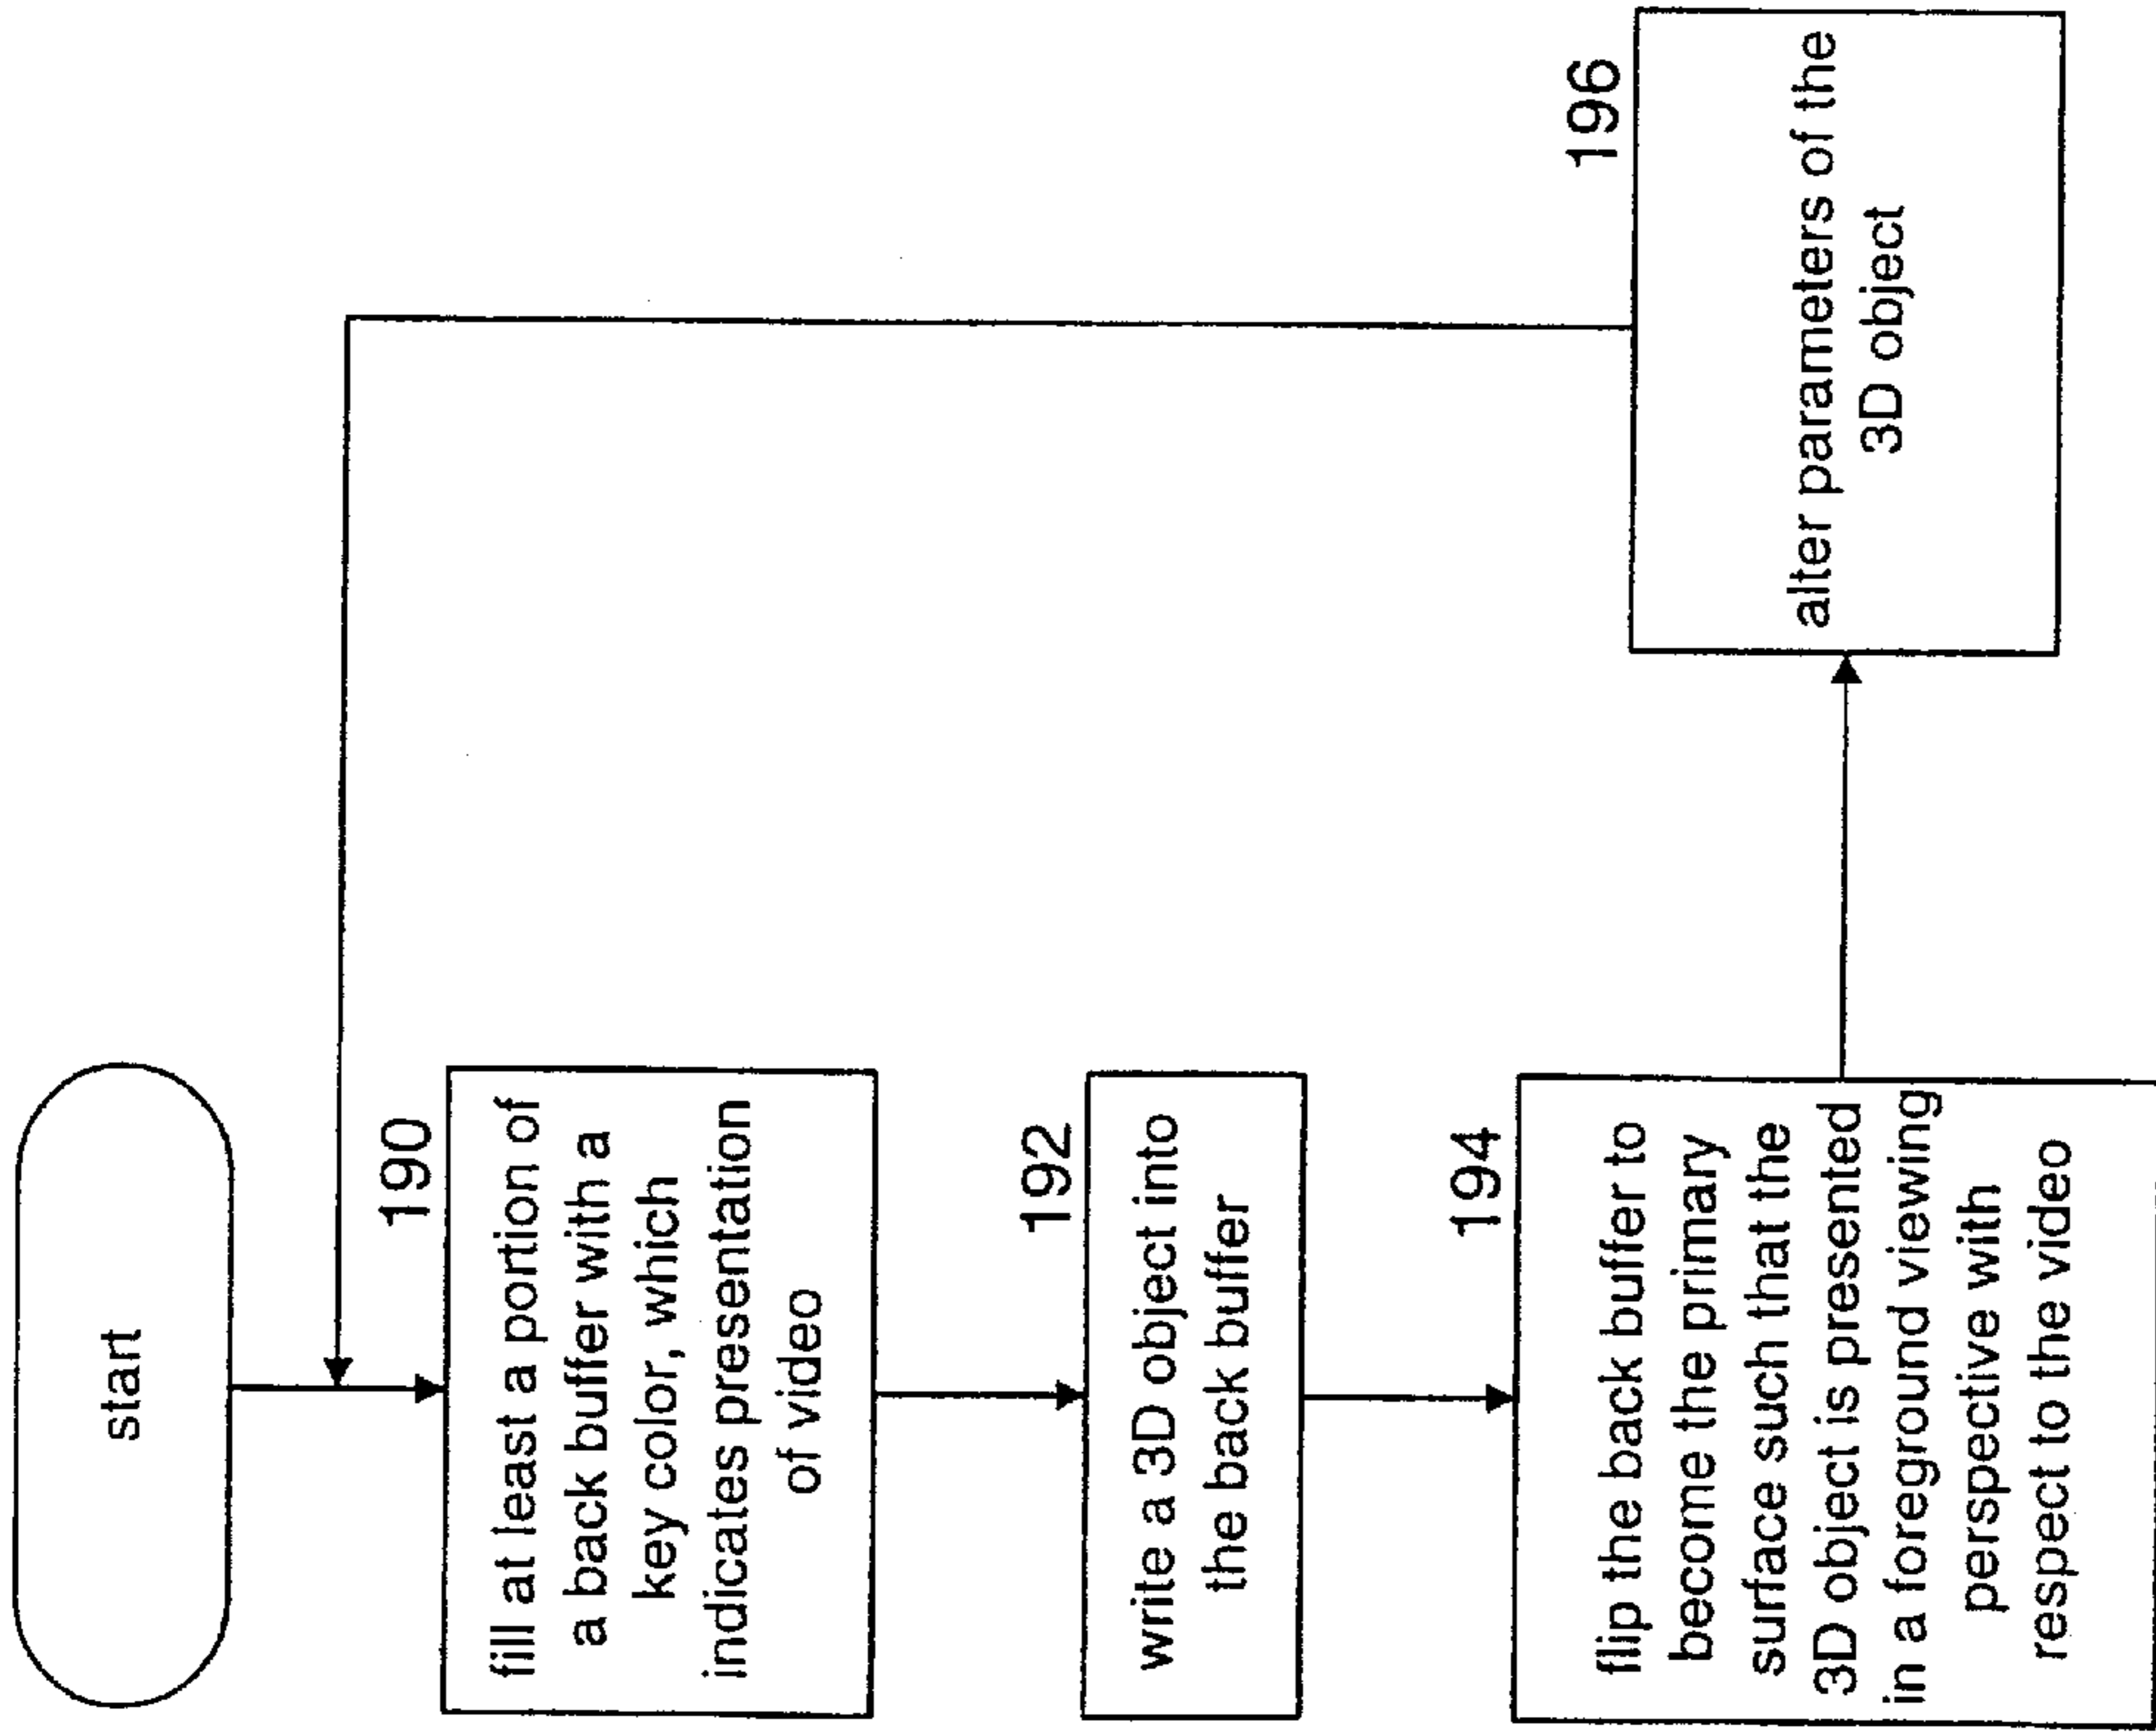 start
190
fill at least a portion of
a back buffer with a
key color, which
indicates presentation
of video
192
write a 3D object into
the back buffer
194
flip the back buffer to
become the primary
surface such that the
3D object is presented
in a foreground viewing
perspective with
respect to the video
196
alter parameters of the
3D object